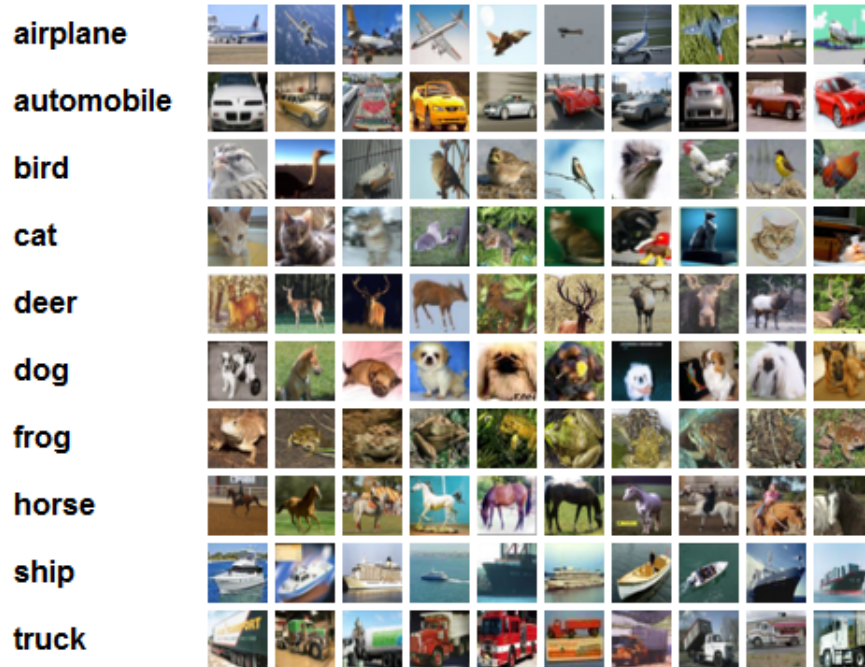 airplane
automobile
bird
cat
deer
dog
frog
horse
ship
truck